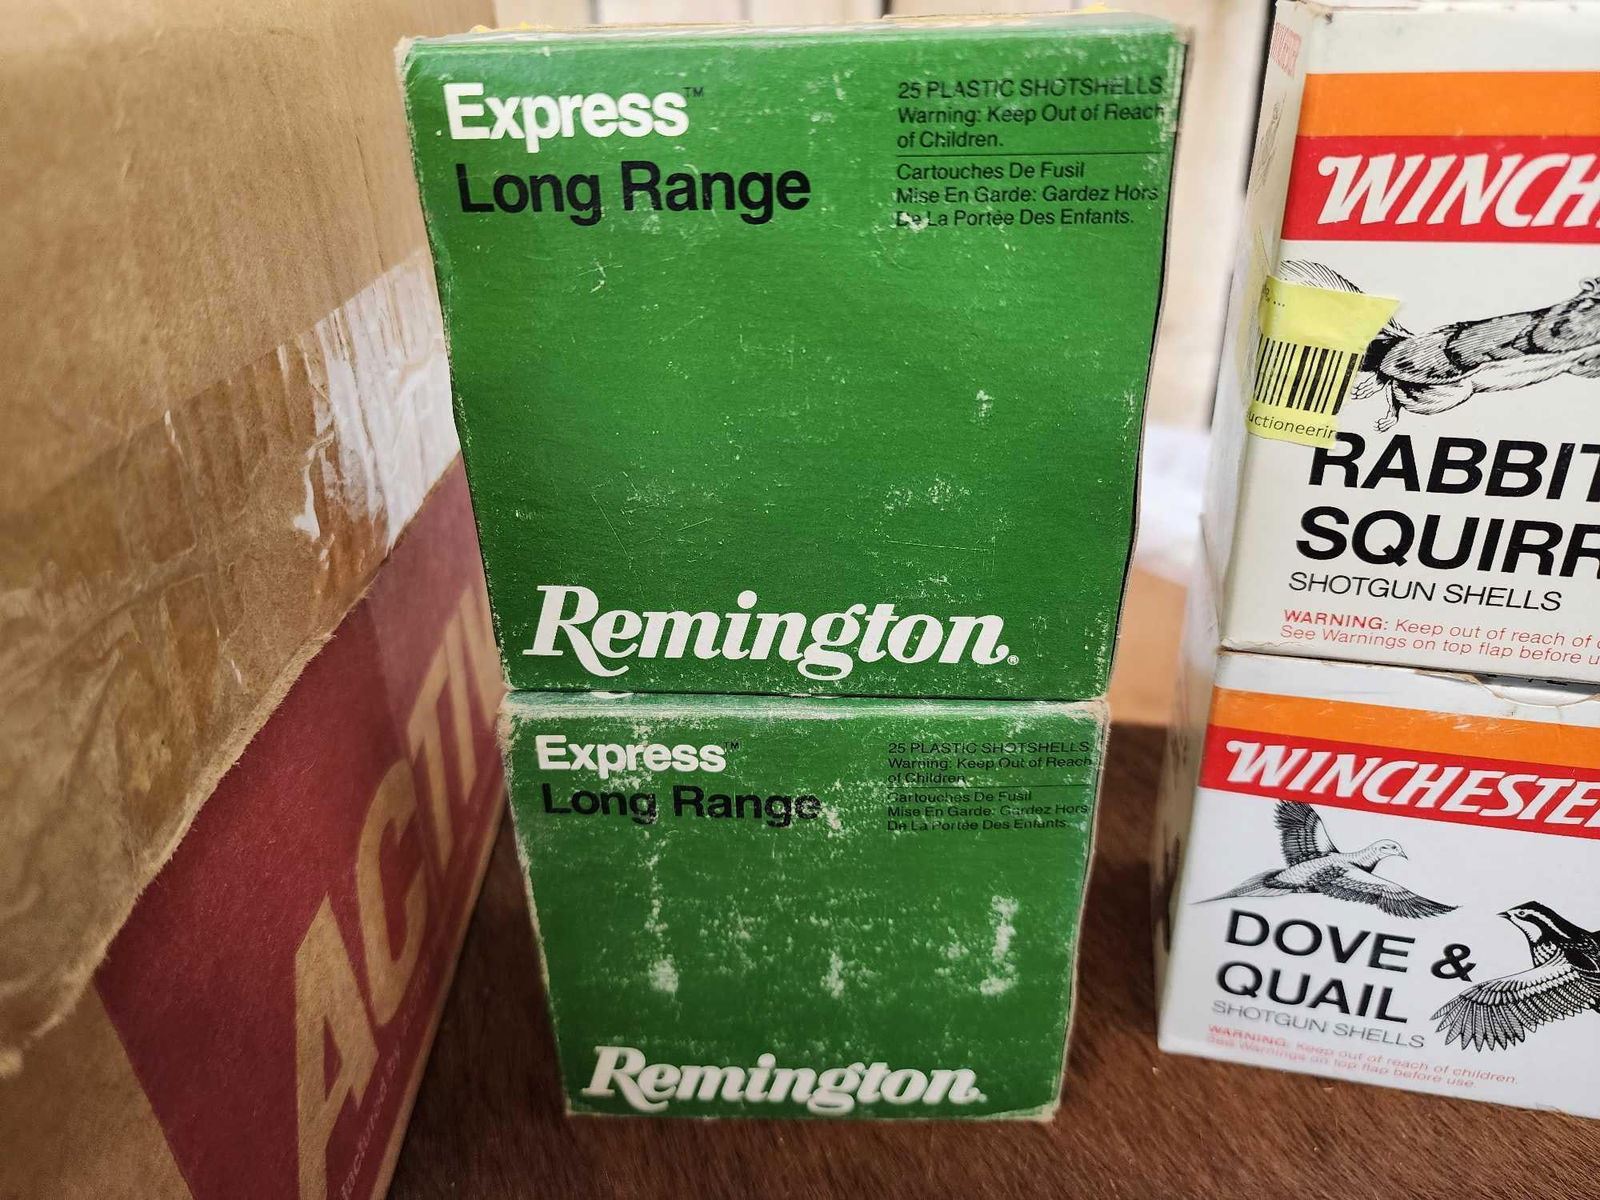 Express™
Long Range
25 PLASTIC SHOTSHELLS
Warning: Keep Out of Reach
of Children.
Cartouches De Fusil
Mise En Garde: Gardez Hors
De La Portée Des Enfants.
Remington®
Express™
Long Range
25 PLASTIC SHOTSHELLS
Warning: Keep Out of Reach
of Children
Cartouches De Fusil
Mise En Garde: Gardez Hors
De La Portée Des Enfants.
Remington.
ACTIV
WINCH
uctioneerin
RABBIT
SQUIRR
SHOTGUN SHELLS
WARNING: Keep out of reach of
See Warnings on top flap before u
WINCHESTE
DOVE &
QUAIL
SHOTGUN SHELLS
WARNING: Keep out of reach of children.
See Warnings on top flap before use